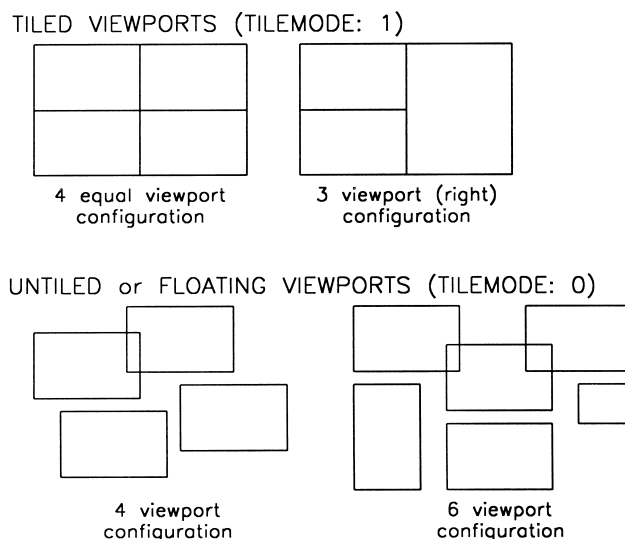 TILED VIEWPORTS (TILEMODE: 1)
4 equal viewport
configuration
3 viewport (right)
configuration
UNTILED or FLOATING VIEWPORTS (TILEMODE: 0)
4 viewport
configuration
6 viewport
configuration